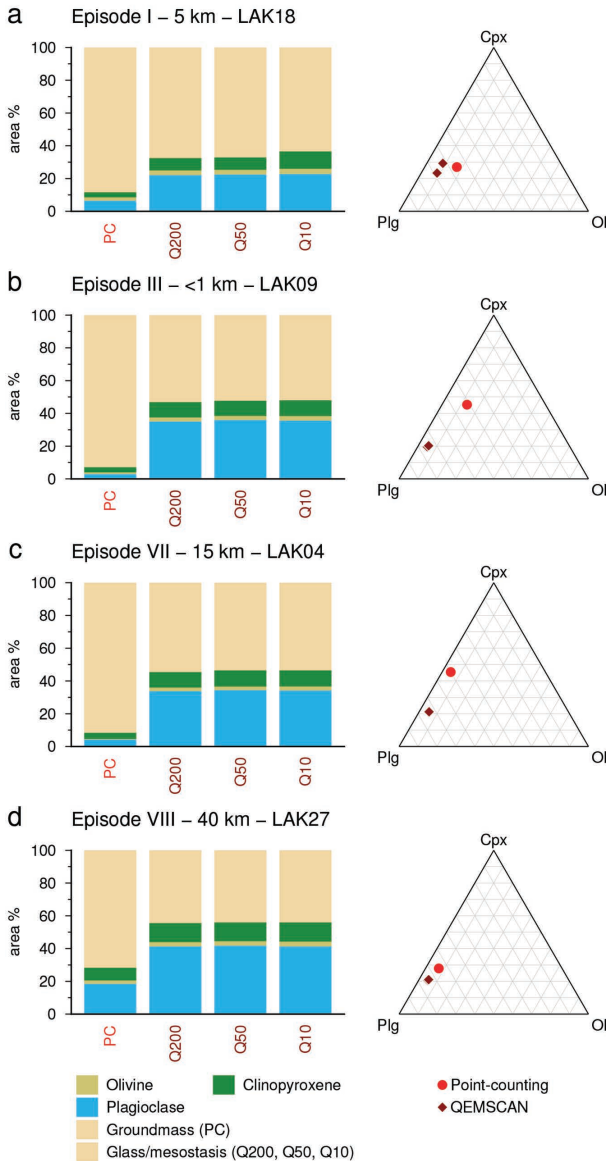 a Episode I – 5 km – LAK18
area %
100
80
60
40
20
0
PC Q200 Q50 Q10
Cpx
Plg Ol
b Episode III – <1 km – LAK09
area %
100
80
60
40
20
0
PC Q200 Q50 Q10
Cpx
Plg Ol
c Episode VII – 15 km – LAK04
area %
100
80
60
40
20
0
PC Q200 Q50 Q10
Cpx
Plg Ol
d Episode VIII – 40 km – LAK27
area %
100
80
60
40
20
0
PC Q200 Q50 Q10
Cpx
Plg Ol
Olivine Clinopyroxene Point-counting
Plagioclase QEMSCAN
Groundmass (PC)
Glass/mestostasis (Q200, Q50, Q10)